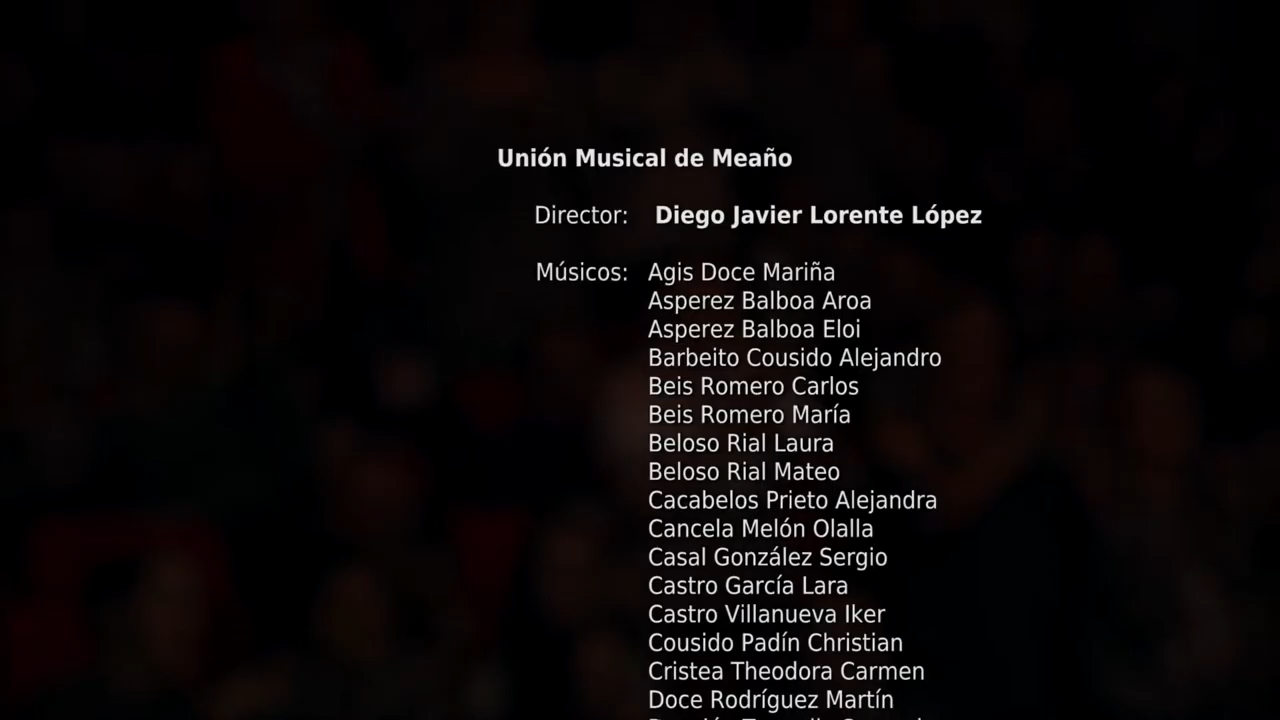 Unión Musical de Meaño
Director: Diego Javier Lorente López
Músicos: Agis Doce Mariña
Asperez Balboa Aroa
Asperez Balboa Eloi
Barbeito Cousido Alejandro
Beis Romero Carlos
Beis Romero María
Beloso Rial Laura
Beloso Rial Mateo
Cacabelos Prieto Alejandra
Cancela Melón Olalla
Casal González Sergio
Castro García Lara
Castro Villanueva Iker
Cousido Padín Christian
Cristea Theodora Carmen
Doce Rodríguez Martín